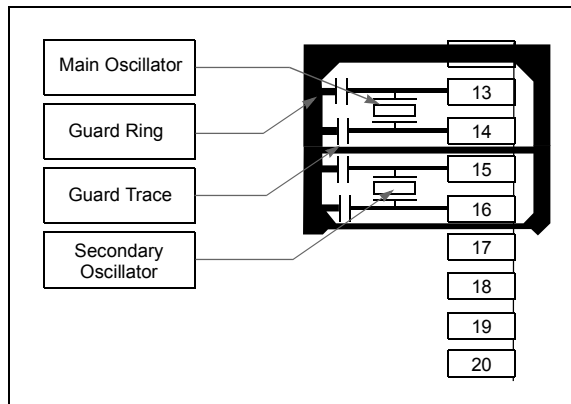 Main Oscillator
Guard Ring
Guard Trace
Secondary
Oscillator
13
14
15
16
17
18
19
20